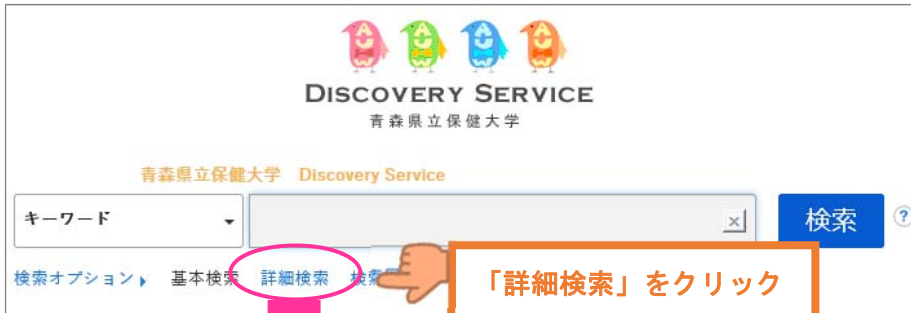 DISCOVERY SERVICE
青森県立保健大学
青森県立保健大学 Discovery Service
キーワード
検索 ?
検索オプション 基本検索 詳細検索 検索
「詳細検索」をクリック